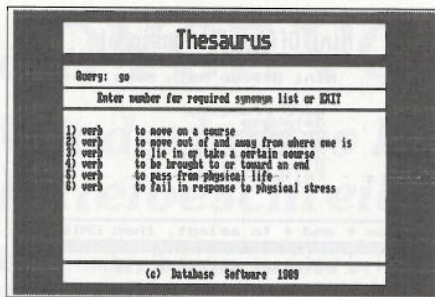 Thesaurus
Query: go
Enter number for required synonym list or EXIT
1) verb to move on a course
2) verb to move out of and away from where one is
3) verb to lie in or take a certain course
4) verb to be brought to or toward an end
5) verb to pass from physical life
6) verb to fail in response to physical stress
(c) Database Software 1989